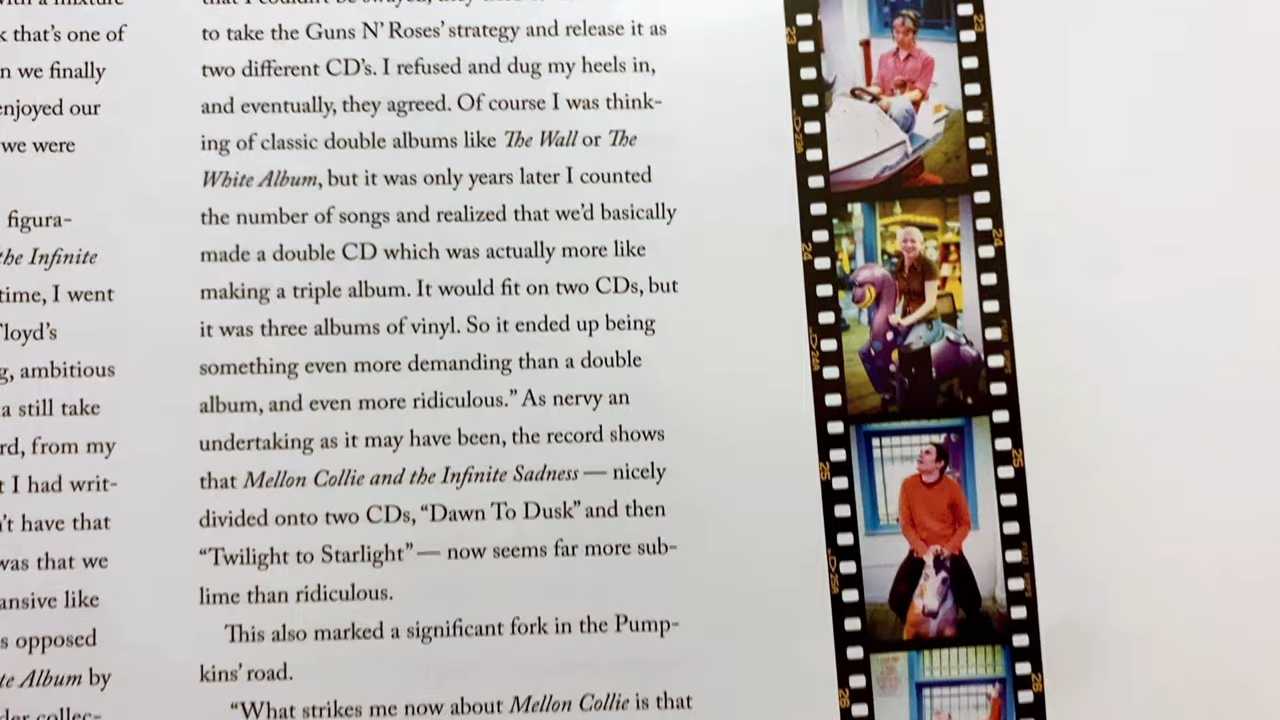 k that's one of
n we finally
enjoyed our
we were
figura-
the Infinite
time, I went
loyd's
g, ambitious
a still take
rd, from my
t I had writ-
't have that
was that we
ansive like
s opposed
te Album by
der collec-
to take the Guns N' Roses' strategy and release it as
two different CD's. I refused and dug my heels in,
and eventually, they agreed. Of course I was think-
ing of classic double albums like The Wall or The
White Album, but it was only years later I counted
the number of songs and realized that we'd basically
made a double CD which was actually more like
making a triple album. It would fit on two CDs, but
it was three albums of vinyl. So it ended up being
something even more demanding than a double
album, and even more ridiculous." As nervy an
undertaking as it may have been, the record shows
that Mellon Collie and the Infinite Sadness — nicely
divided onto two CDs, "Dawn To Dusk" and then
"Twilight to Starlight" — now seems far more sub-
lime than ridiculous.
This also marked a significant fork in the Pump-
kins' road.
"What strikes me now about Mellon Collie is that
23
23
24
24
25
25
26
26